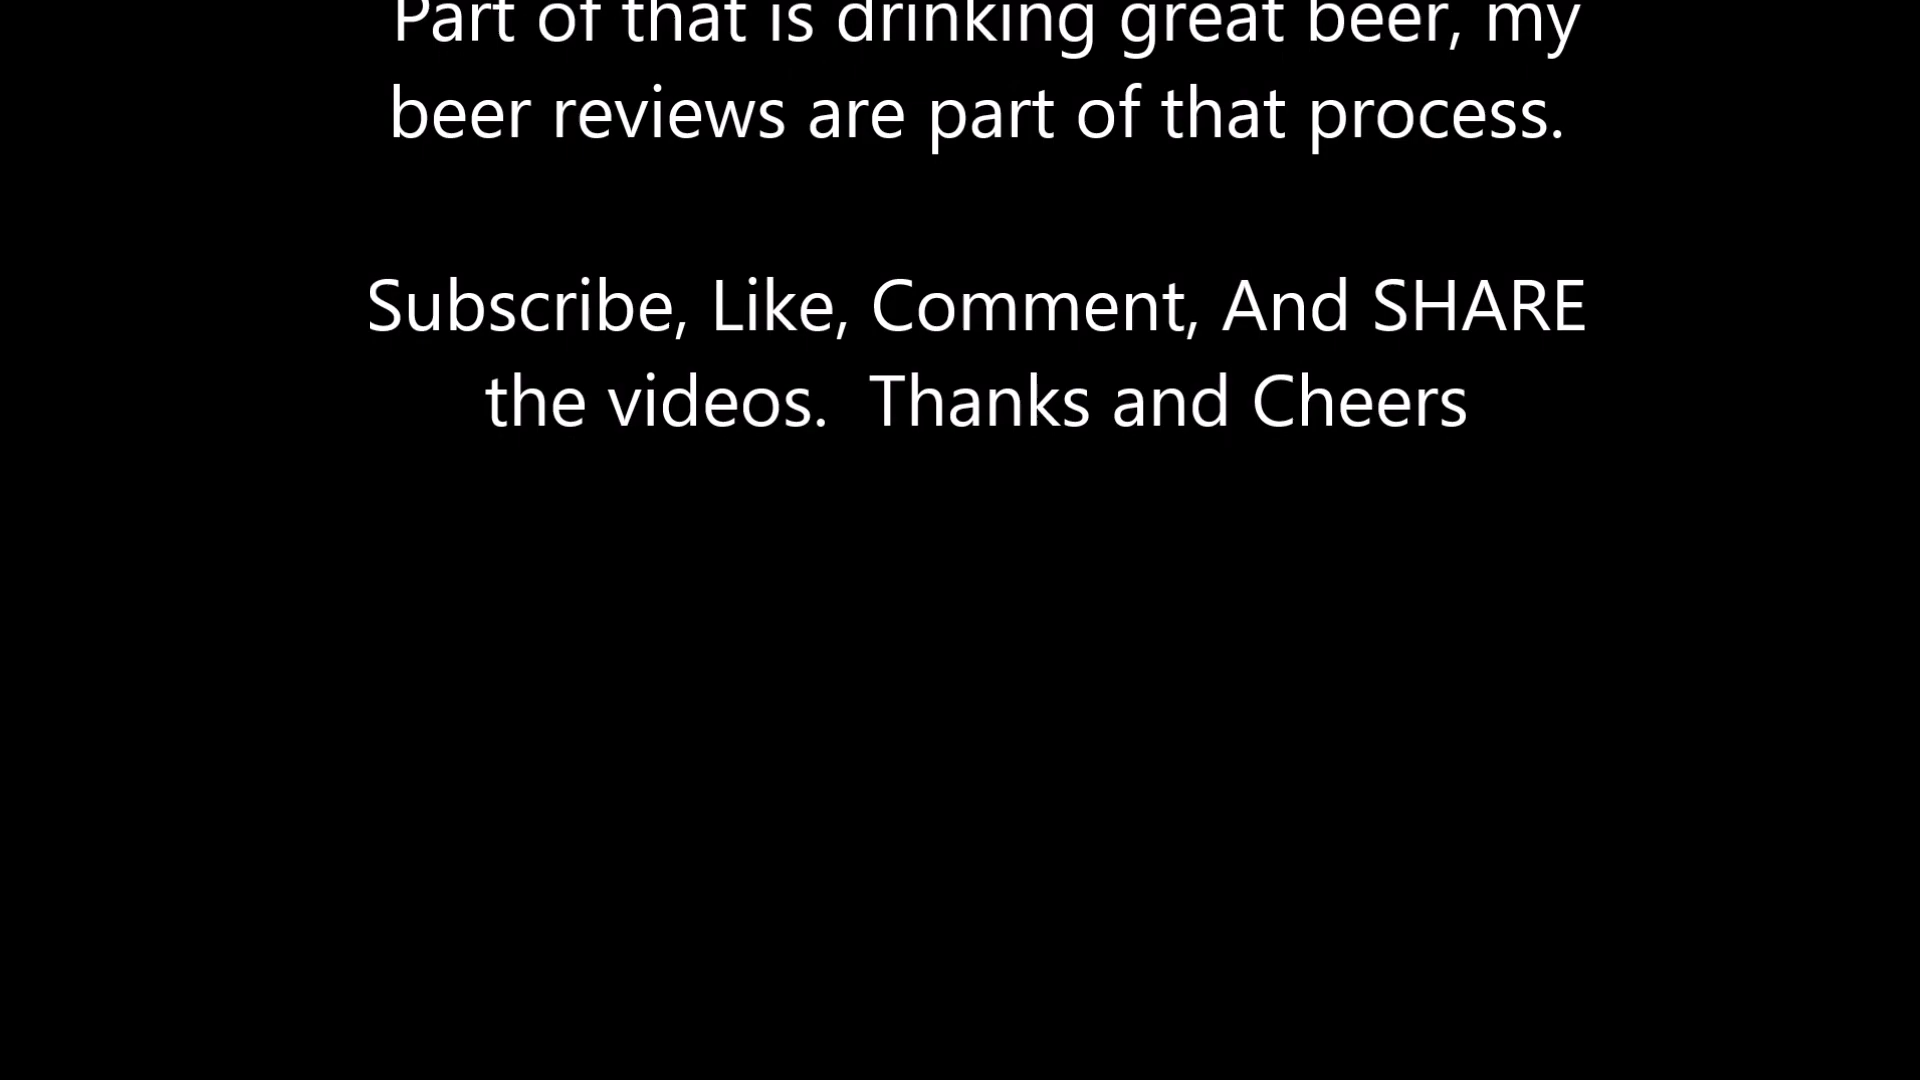 Part of that is drinking great beer, my
beer reviews are part of that process.
Subscribe, Like, Comment, And SHARE
the videos.  Thanks and Cheers